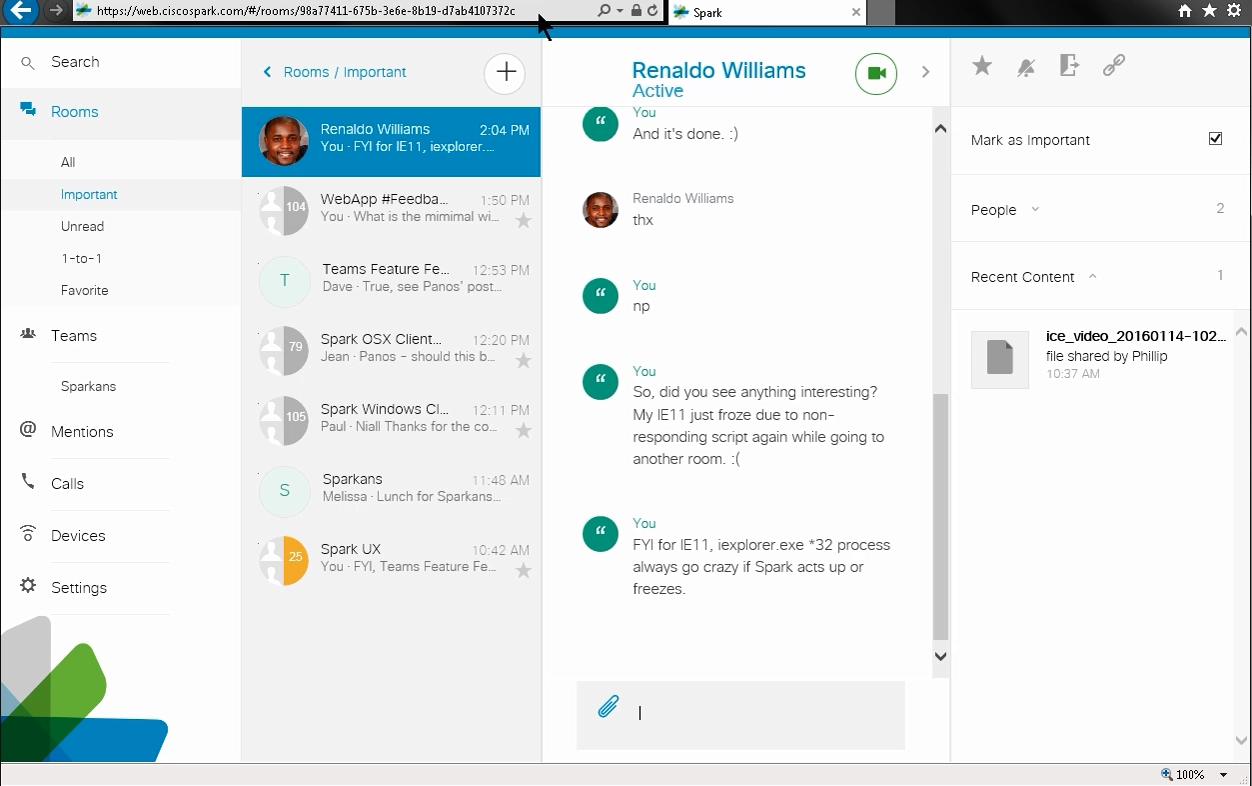 https://web.ciscospark.com/#/rooms/98a77411-675b-3e6e-8b19-d7ab4107372c
Spark
Search
Rooms
All
Important
Unread
1-to-1
Favorite
Teams
Sparkans
Mentions
Calls
Devices
Settings
Rooms / Important
Renaldo Williams 2:04 PM
You · FYI for IE11, iexplorer....
104
WebApp #Feedba... 1:50 PM
You · What is the mimimal wi...
T
Teams Feature Fe... 12:53 PM
Dave · True, see Panos' post...
79
Spark OSX Client... 12:20 PM
Jean · Panos - should this b...
105
Spark Windows Cl... 12:11 PM
Paul · Niall Thanks for the co...
S
Sparkans 11:48 AM
Melissa · Lunch for Sparkans...
25
Spark UX 10:42 AM
You · FYI, Teams Feature Fe...
Renaldo Williams
Active
You
And it's done. :)
Renaldo Williams
thx
You
np
You
So, did you see anything interesting?
My IE11 just froze due to non-
responding script again while going to
another room. :(
You
FYI for IE11, iexplorer.exe *32 process
always go crazy if Spark acts up or
freezes.
Mark as Important
People 2
Recent Content 1
ice_video_20160114-102...
file shared by Phillip
10:37 AM
100%